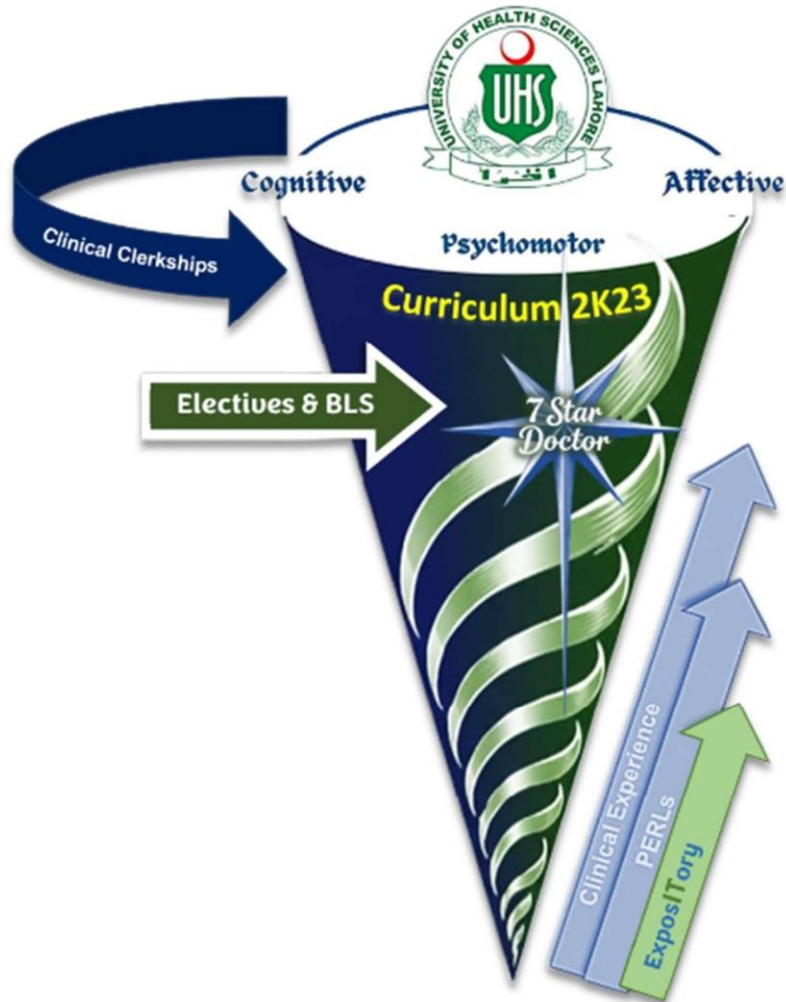 UNIVERSITY OF HEALTH SCIENCES LAHORE
UHS
Cognitive
Affective
Psychomotor
Clinical Clerkships
Curriculum 2K23
Electives & BLS
7 Star
Doctor
Clinical Experience
PERLs
ExposITory